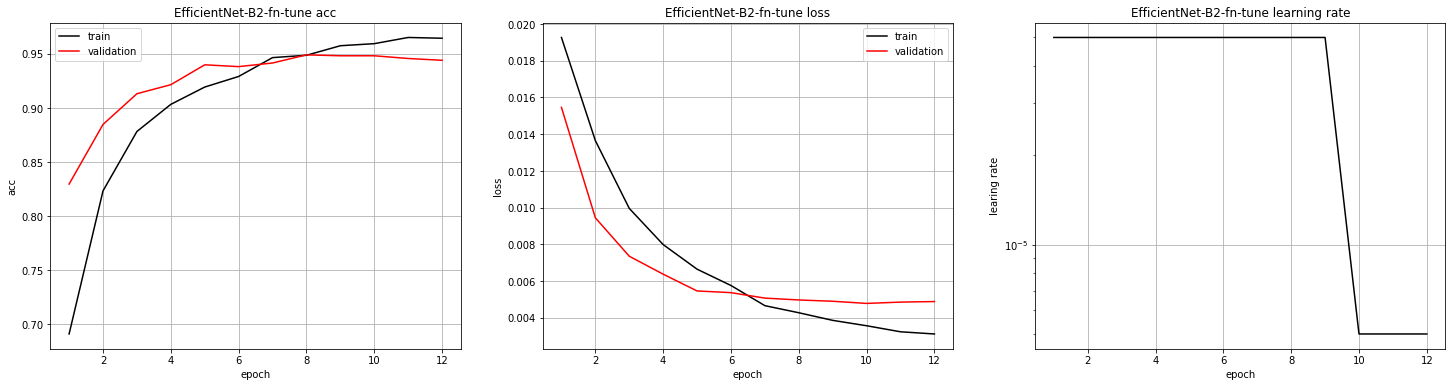 EfficientNet-B2-fn-tune acc
train
validation
0.95
0.90
0.85
0.80
0.75
0.70
acc
2
4
6
8
10
12
epoch
EfficientNet-B2-fn-tune loss
train
validation
0.020
0.018
0.016
0.014
0.012
0.010
0.008
0.006
0.004
loss
2
4
6
8
10
12
epoch
EfficientNet-B2-fn-tune learning rate
10⁻⁵
learing rate
2
4
6
8
10
12
epoch